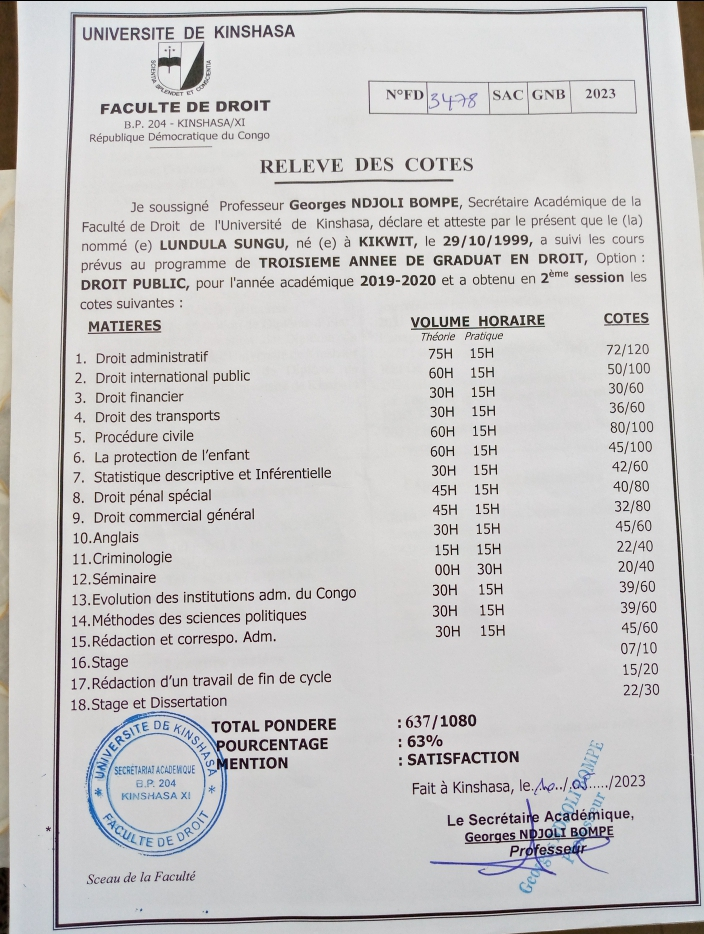 UNIVERSITE DE KINSHASA
SCIENTIA SPLENDET ET CONSCIENTIA
FACULTE DE DROIT
B.P. 204 - KINSHASA/XI
République Démocratique du Congo
N°FD 3478 SAC GNB 2023
RELEVE DES COTES
Je soussigné Professeur Georges NDJOLI BOMPE, Secrétaire Académique de la
Faculté de Droit de l'Université de Kinshasa, déclare et atteste par le présent que le (la)
nommé (e) LUNDULA SUNGU, né (e) à KIKWIT, le 29/10/1999, a suivi les cours
prévus au programme de TROISIEME ANNEE DE GRADUAT EN DROIT, Option :
DROIT PUBLIC, pour l'année académique 2019-2020 et a obtenu en 2ème session les
cotes suivantes :
MATIERES VOLUME HORAIRE COTES
Théorie Pratique
1. Droit administratif 75H 15H 72/120
2. Droit international public 60H 15H 50/100
3. Droit financier 30H 15H 30/60
4. Droit des transports 30H 15H 36/60
5. Procédure civile 60H 15H 80/100
6. La protection de l'enfant 60H 15H 45/100
7. Statistique descriptive et Inférentielle 30H 15H 42/60
8. Droit pénal spécial 45H 15H 40/80
9. Droit commercial général 45H 15H 32/80
10.Anglais 30H 15H 45/60
11.Criminologie 15H 15H 22/40
12.Séminaire 00H 30H 20/40
13.Evolution des institutions adm. du Congo 30H 15H 39/60
14.Méthodes des sciences politiques 30H 15H 39/60
15.Rédaction et correspo. Adm. 30H 15H 45/60
16.Stage 07/10
17.Rédaction d'un travail de fin de cycle 15/20
18.Stage et Dissertation 22/30
TOTAL PONDERE : 637/1080
POURCENTAGE : 63%
MENTION : SATISFACTION
UNIVERSITE DE KINSHASA
SECRÉTARIAT ACADÉMIQUE
B.P. 204
KINSHASA XI
* FACULTE DE DROIT *
Fait à Kinshasa, le /2023
Le Secrétaire Académique,
Georges NDJOLI BOMPE
Professeur
Georges NDJOLI BOMPE
Professeur
*
Sceau de la Faculté